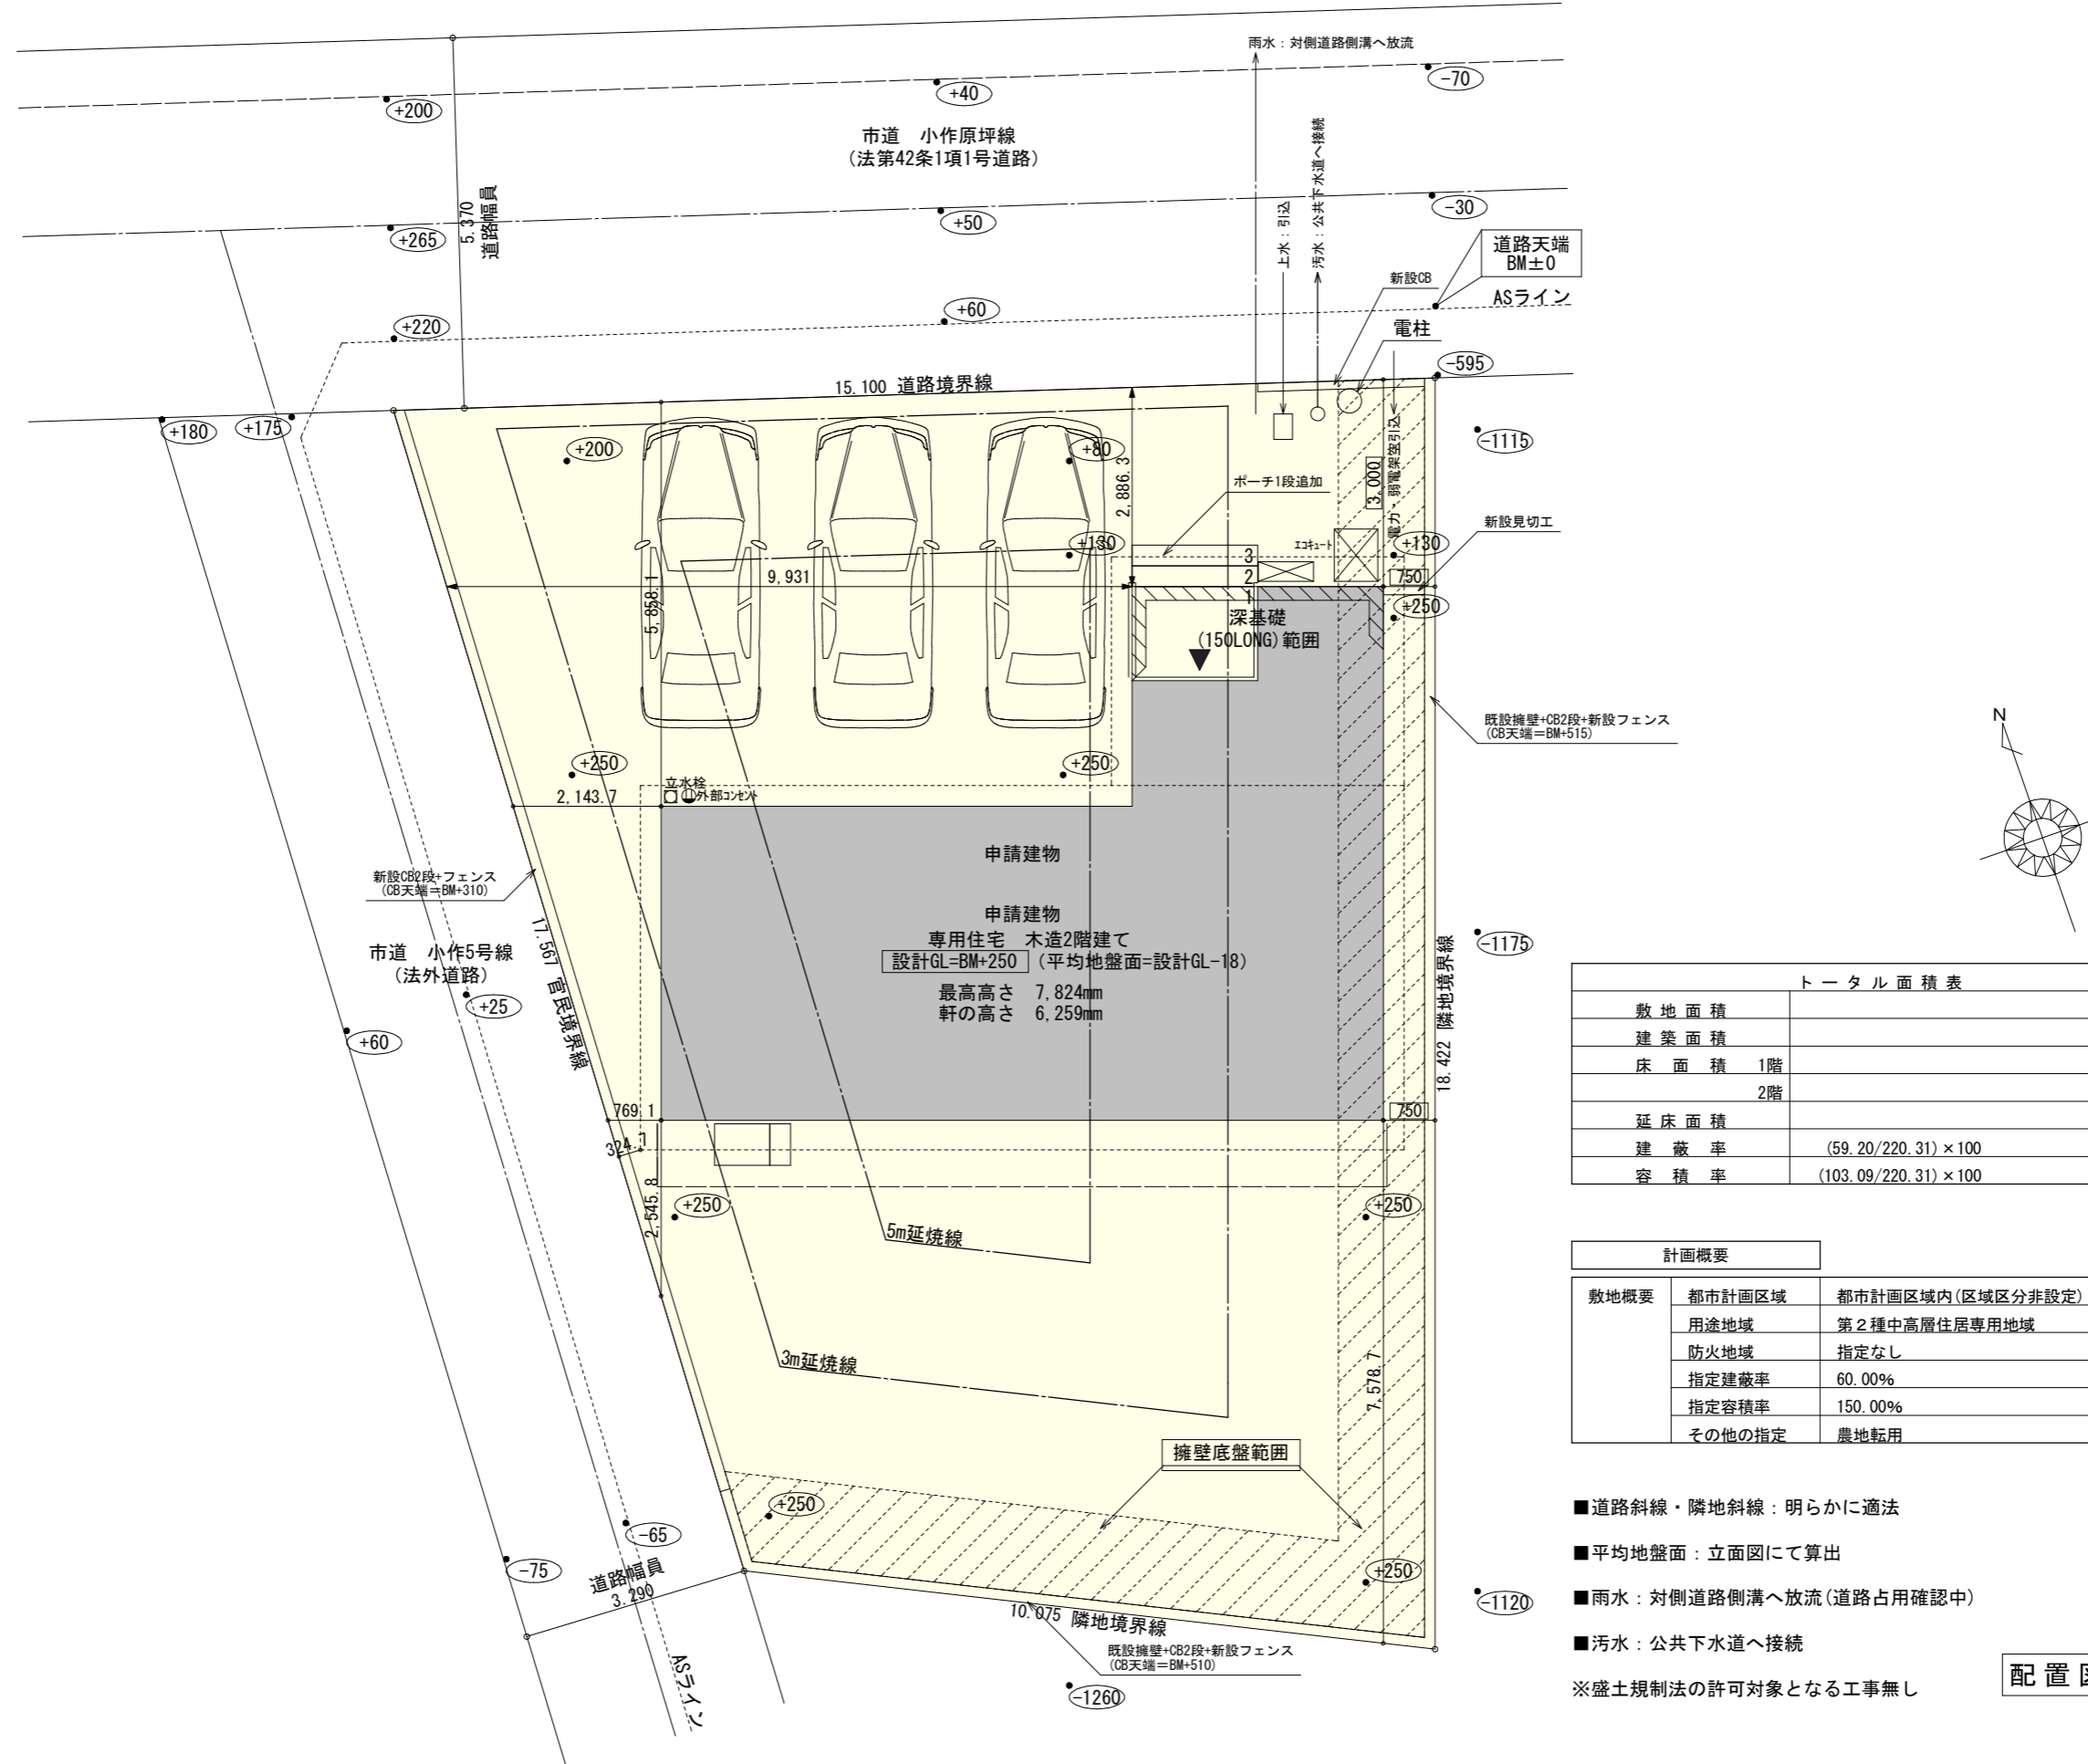 雨水：対側道路側溝へ放流
+200
+40
-70
市道　小作原坪線
(法第42条1項1号道路)
5.370
道路幅員
上水：引込
汚水：公共下水道へ接続
+265
+50
-30
道路天端
BM±0
新設CB
ASライン
+220
+60
電柱
-595
15.100 道路境界線
+180
+175
+200
+80
-1115
2,886.3
3,000
電力・弱電架空引込
ポーチ1段追加
新設見切工
+130
ｴｺｷｭｰﾄ
+130
3
2
1
9,931
5,858.1
750
+250
深基礎
(150LONG)範囲
既設擁壁+CB2段+新設フェンス
(CB天端=BM+515)
N
+250
+250
立水栓
外部ｺﾝｾﾝﾄ
2,143.7
申請建物
新設CB2段+フェンス
(CB天端=BM+310)
申請建物
専用住宅　木造2階建て
設計GL=BM+250 (平均地盤面=設計GL-18)
最高高さ　7,824mm
軒の高さ　6,259mm
17.567 官民境界線
市道　小作5号線
(法外道路)
+25
+60
-1175
18.422 隣地境界線
トータル面積表
敷地面積
建築面積
床面積　1階
2階
延床面積
建蔽率　(59.20/220.31)×100
容積率　(103.09/220.31)×100
769.1
750
324.1
2,545.8
+250
+250
5m延焼線
計画概要
敷地概要　都市計画区域　都市計画区域内(区域区分非設定)
用途地域　第２種中高層住居専用地域
防火地域　指定なし
指定建蔽率　60.00%
指定容積率　150.00%
その他の指定　農地転用
3m延焼線
7,578.7
擁壁底盤範囲
+250
-65
-75
道路幅員
3.290
+250
-1120
10.075 隣地境界線
既設擁壁+CB2段+新設フェンス
(CB天端=BM+510)
-1260
ASライン
■道路斜線・隣地斜線：明らかに適法
■平均地盤面：立面図にて算出
■雨水：対側道路側溝へ放流(道路占用確認中)
■汚水：公共下水道へ接続
※盛土規制法の許可対象となる工事無し
配置図